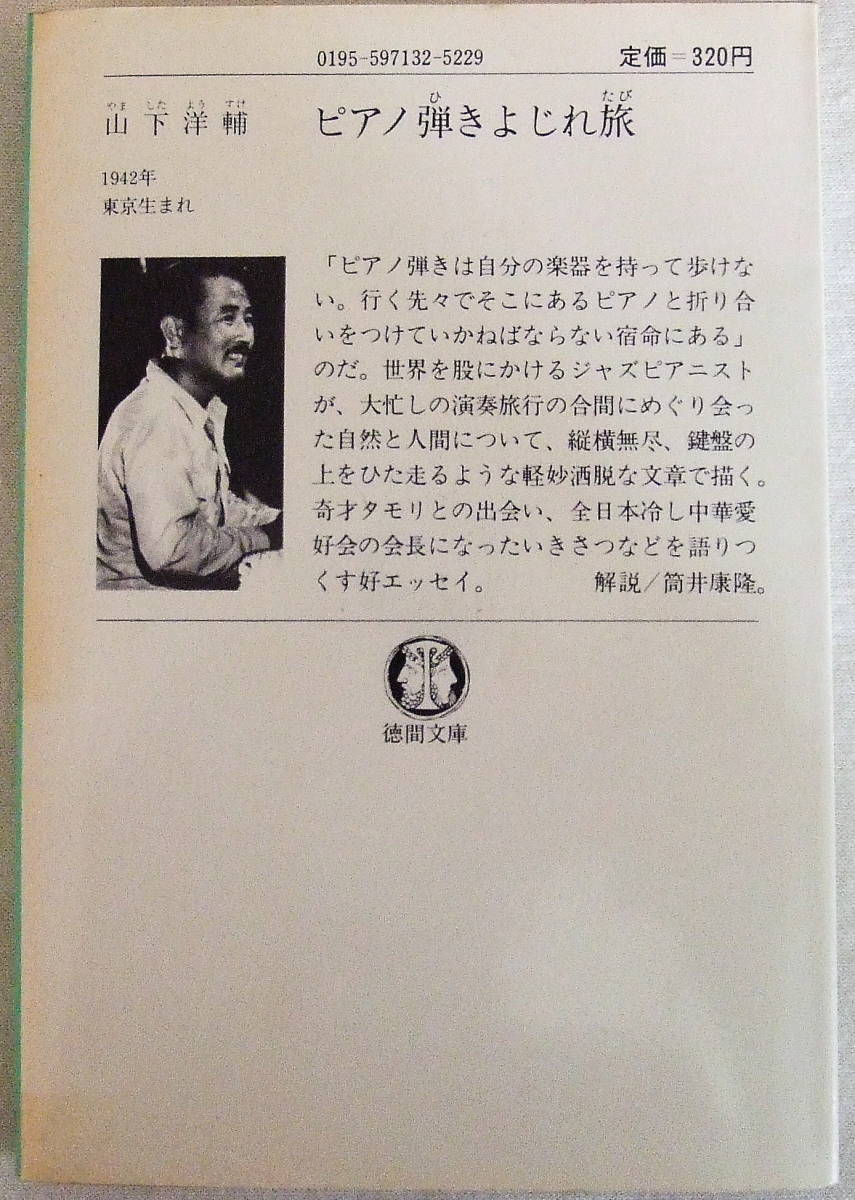 0195-597132-5229 定価=320円
山下洋輔 ピアノ弾きよじれ旅
やま した よう すけ ひ たび
1942年
東京生まれ
「ピアノ弾きは自分の楽器を持って歩けな
い。行く先々でそこにあるピアノと折り合
いをつけていかねばならない宿命にある」
のだ。世界を股にかけるジャズピアニスト
が、大忙しの演奏旅行の合間にめぐり会っ
た自然と人間について、縦横無尽、鍵盤の
上をひた走るような軽妙洒脱な文章で描く。
奇才タモリとの出会い、全日本冷し中華愛
好会の会長になったいきさつなどを語りつ
くす好エッセイ。 解説/筒井康隆。
徳間文庫